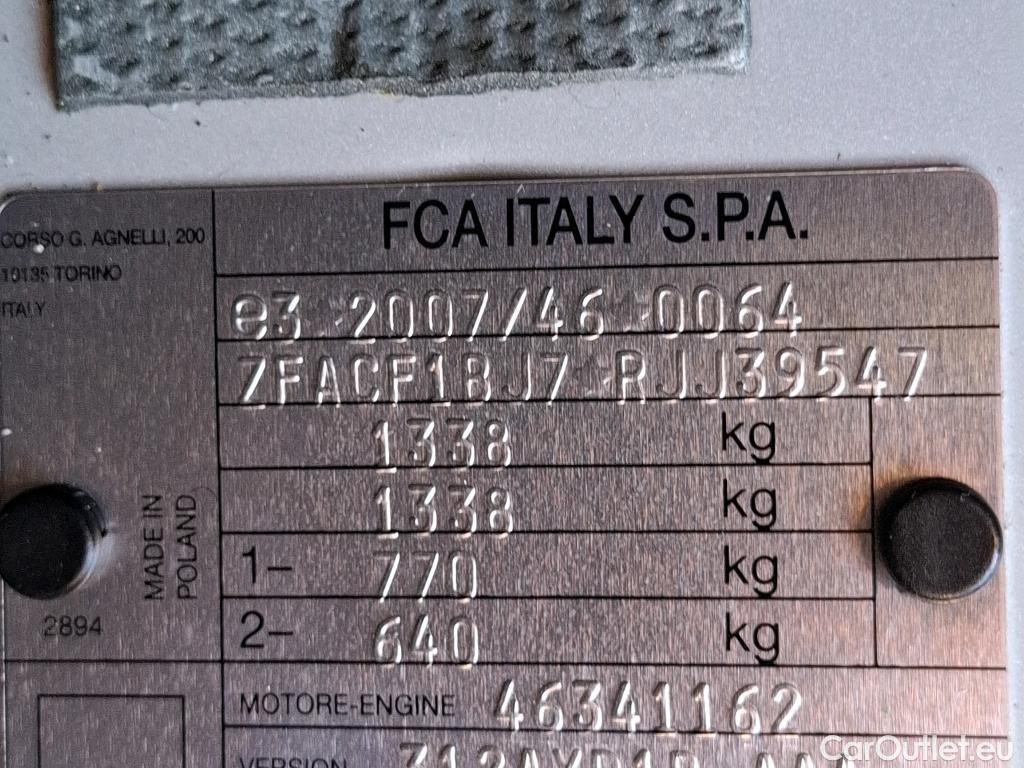 FCA ITALY S.P.A.
CORSO G. AGNELLI, 200
10135 TORINO
ITALY
e3 2007/46 0064
ZFACF1BJ7 RJJ39547
1338 kg
1338 kg
1- 770 kg
2- 640 kg
MADE IN
POLAND
2894
MOTORE-ENGINE 46341162
VERSION
CarOutlet.eu